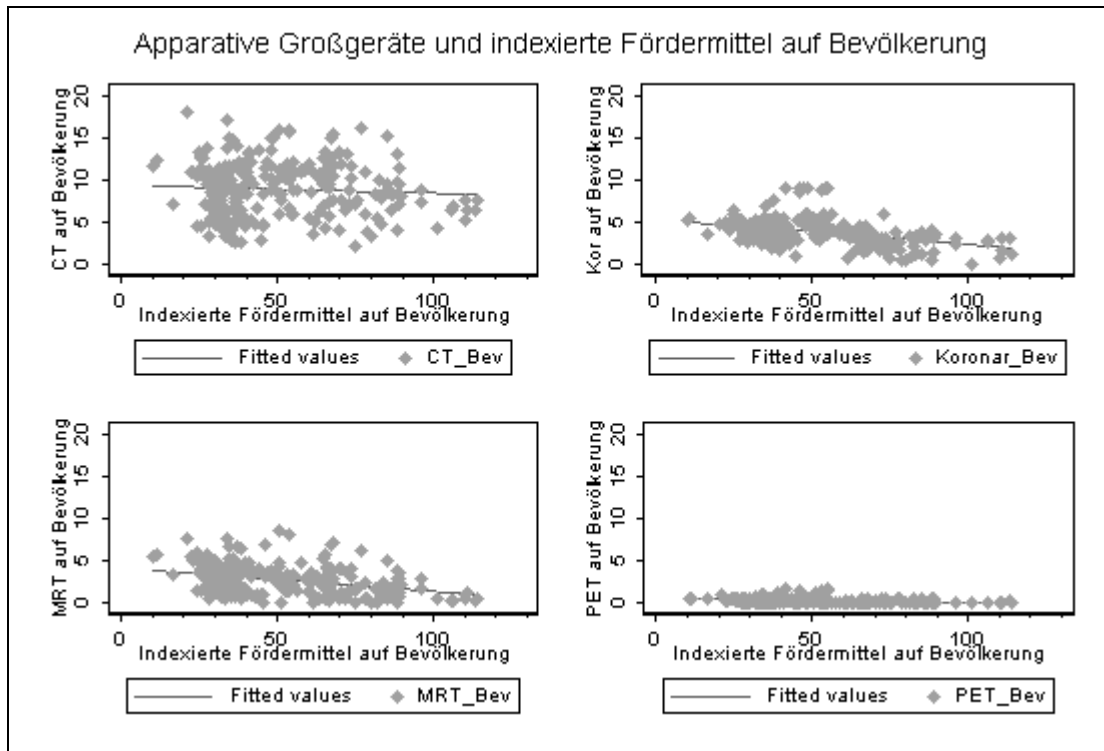 Apparative Großgeräte und indexierte Fördermittel auf Bevölkerung
CT auf Bevölkerung
20
15
10
5
0
0 50 100
Indexierte Fördermittel auf Bevölkerung
Fitted values CT_Bev
Kor auf Bevölkerung
20
15
10
5
0
0 50 100
Indexierte Fördermittel auf Bevölkerung
Fitted values Koronar_Bev
MRT auf Bevölkerung
20
15
10
5
0
0 50 100
Indexierte Fördermittel auf Bevölkerung
Fitted values MRT_Bev
PET auf Bevölkerung
20
15
10
5
0
0 50 100
Indexierte Fördermittel auf Bevölkerung
Fitted values PET_Bev